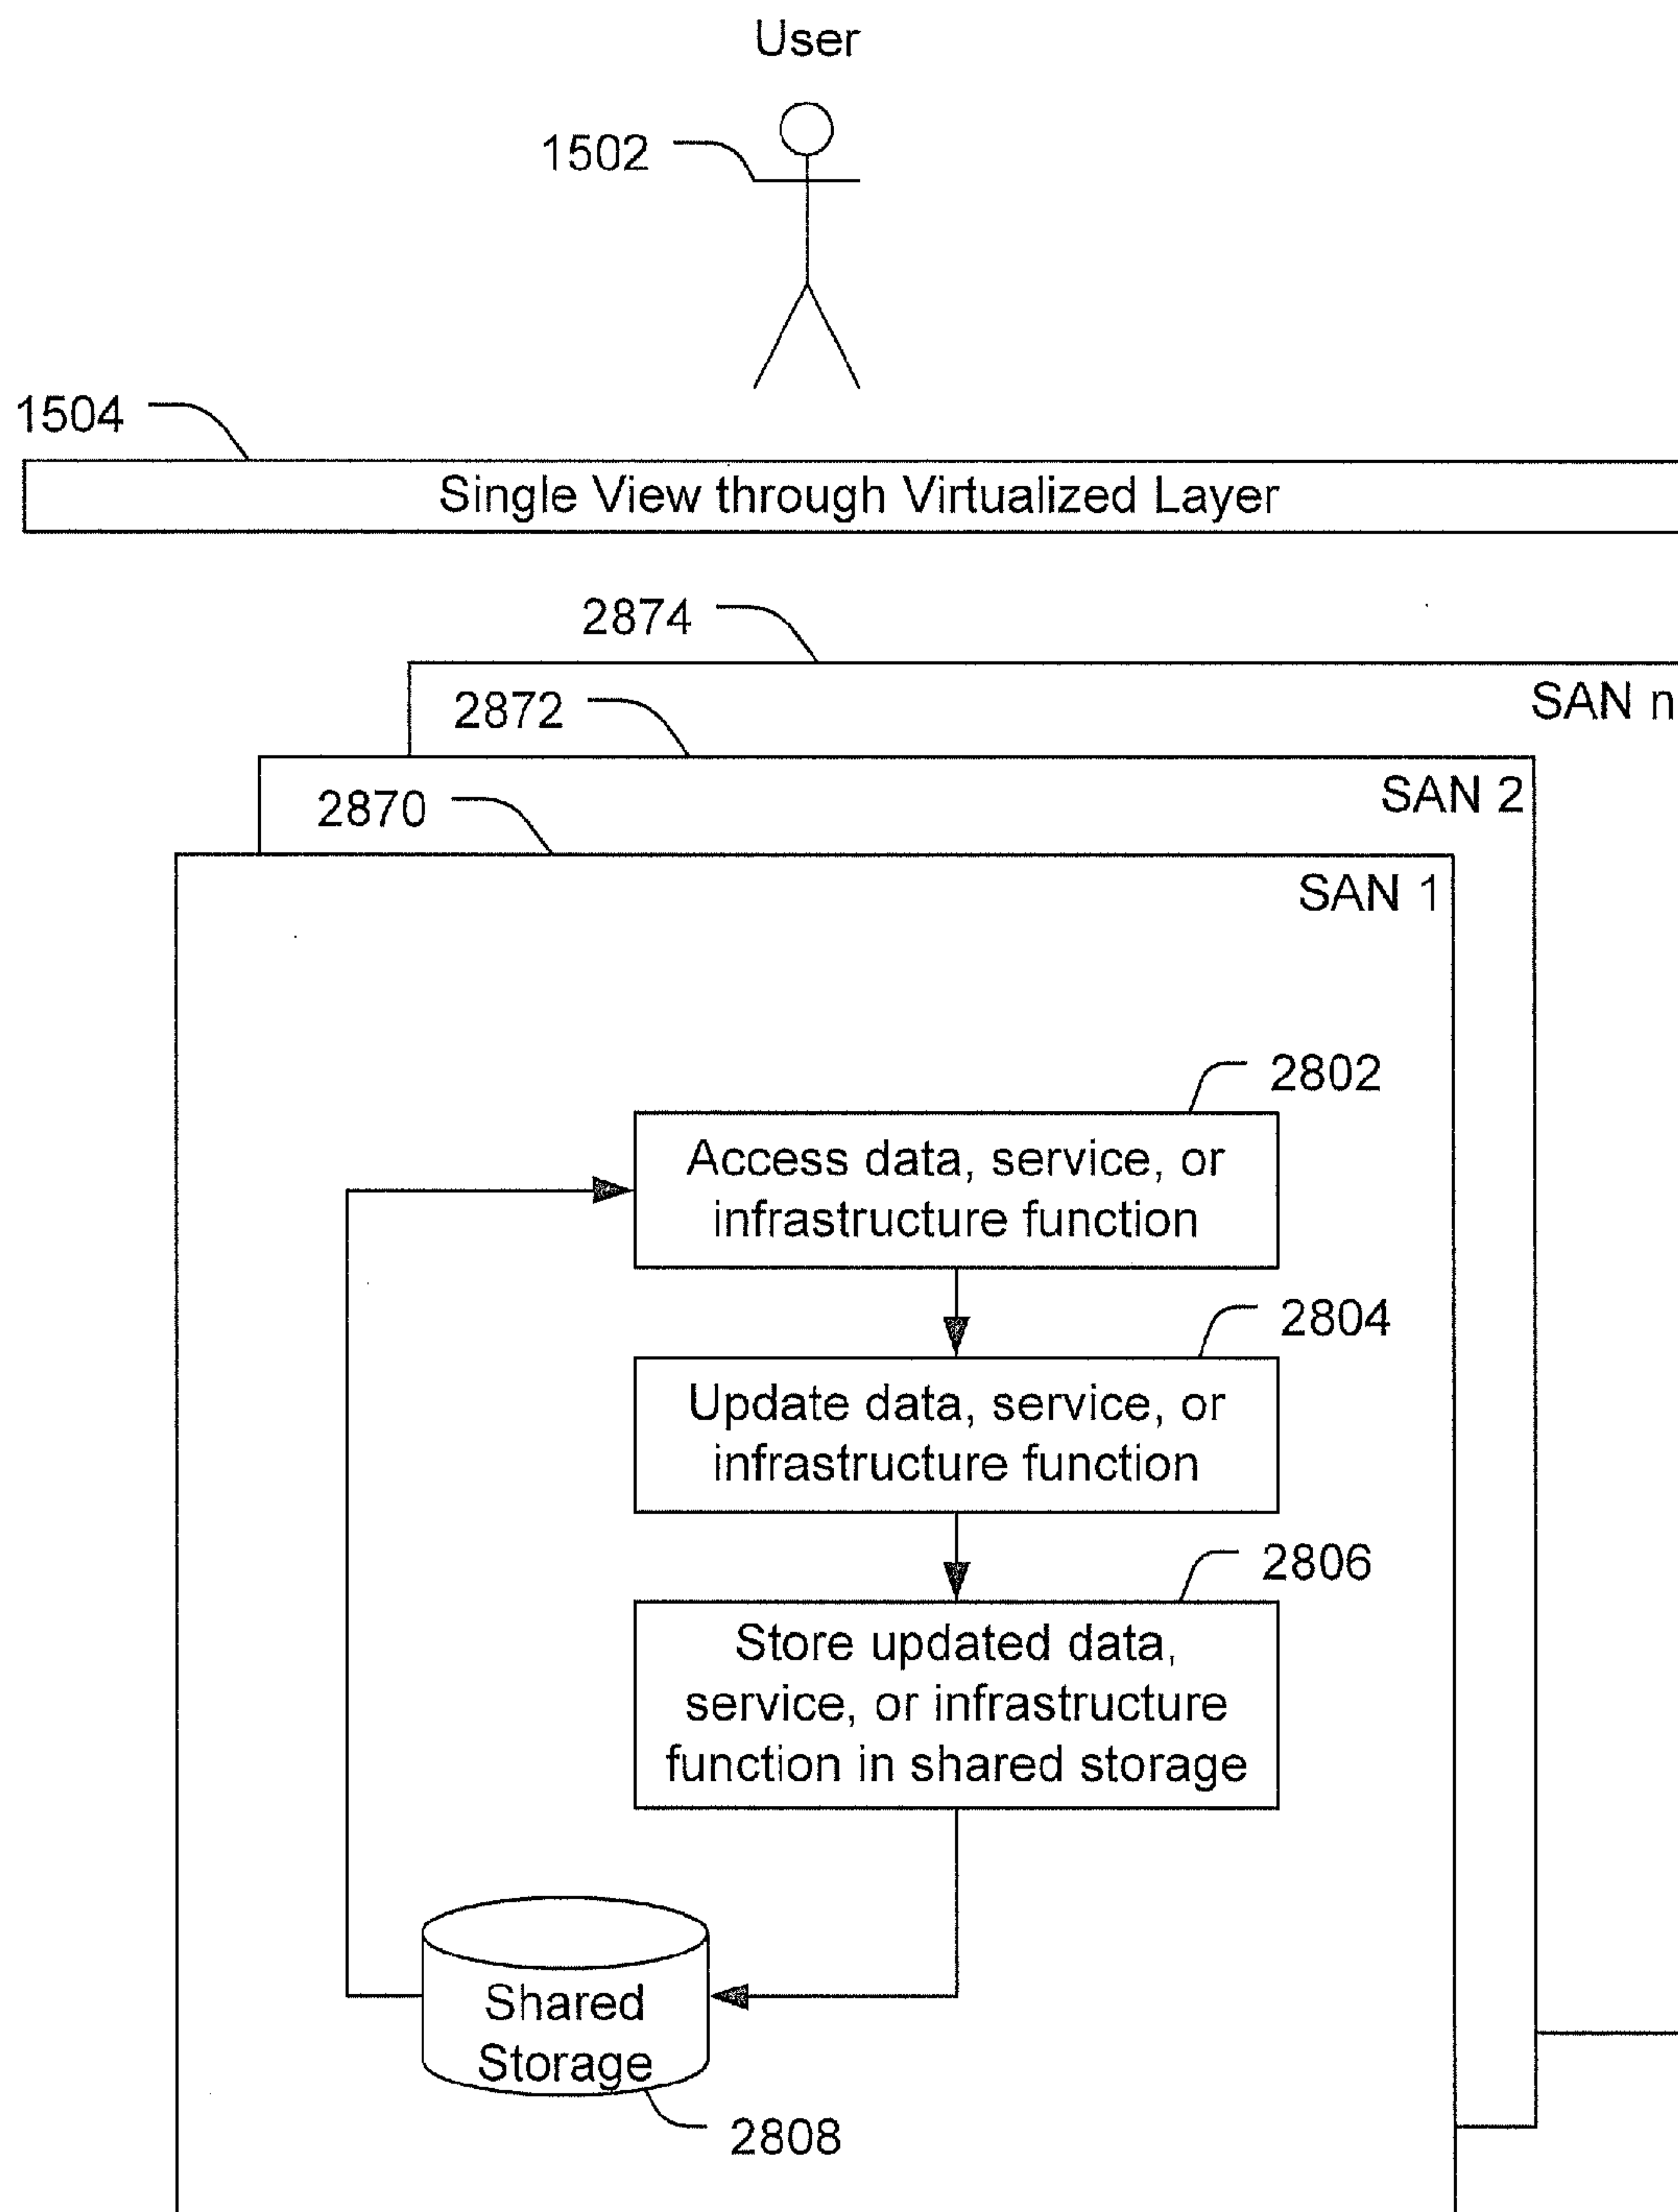 User
1502
1504
Single View through Virtualized Layer
2874
SAN n
2872
SAN 2
2870
SAN 1
2802
Access data, service, or
infrastructure function
2804
Update data, service, or
infrastructure function
2806
Store updated data,
service, or infrastructure
function in shared storage
Shared
Storage
2808